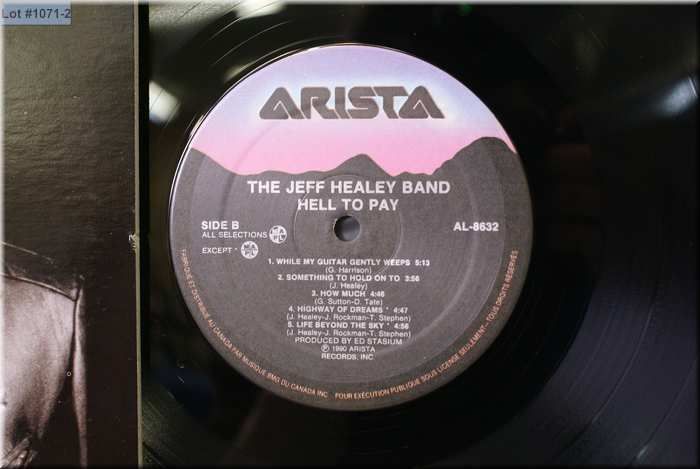 Lot #1071-2
ARISTA
THE JEFF HEALEY BAND
HELL TO PAY
SIDE B
AL-8632
ALL SELECTIONS MAPL
EXCEPT * MAPL
1. WHILE MY GUITAR GENTLY WEEPS 5:13
(G. Harrison)
2. SOMETHING TO HOLD ON TO 3:56
(J. Healey)
3. HOW MUCH 4:46
(G. Sutton-D. Tate)
4. HIGHWAY OF DREAMS * 4:47
(J. Healey-J. Rockman-T. Stephen)
5. LIFE BEYOND THE SKY * 4:56
(J. Healey-J. Rockman-T. Stephen)
PRODUCED BY ED STASIUM
℗ 1990 ARISTA
RECORDS, INC
FABRIQUÉ ET DISTRIBUÉ AU CANADA PAR MUSIQUE BMG DU CANADA INC POUR EXÉCUTION PUBLIQUE SOUS LICENCE SEULEMENT—TOUS DROITS RÉSERVÉS